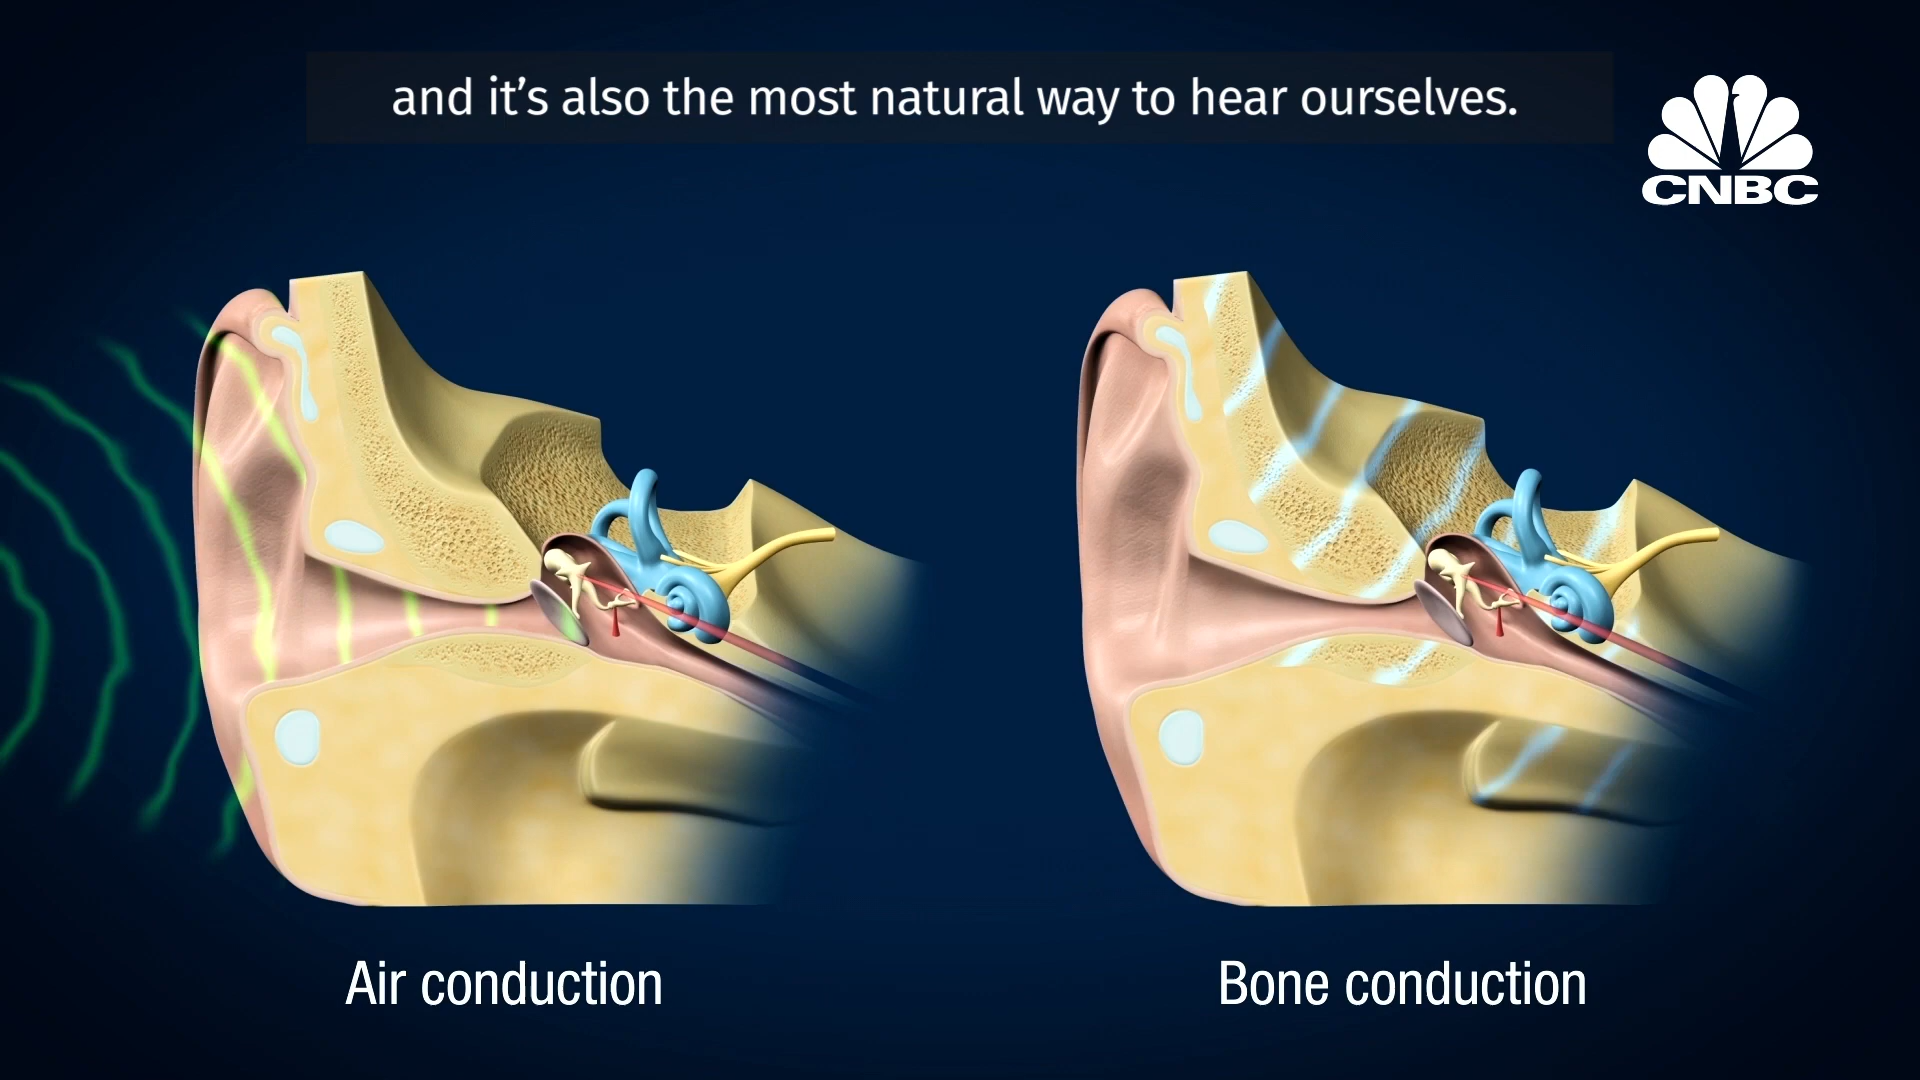 and it’s also the most natural way to hear ourselves.
CNBC
Air conduction
Bone conduction